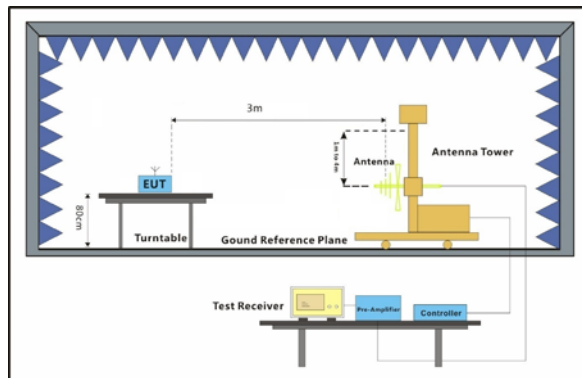 3m
Antenna Tower
1m to 4m
Antenna
EUT
80cm
Turntable
Gound Reference Plane
Test Receiver
Pre-Amplifier
Controller